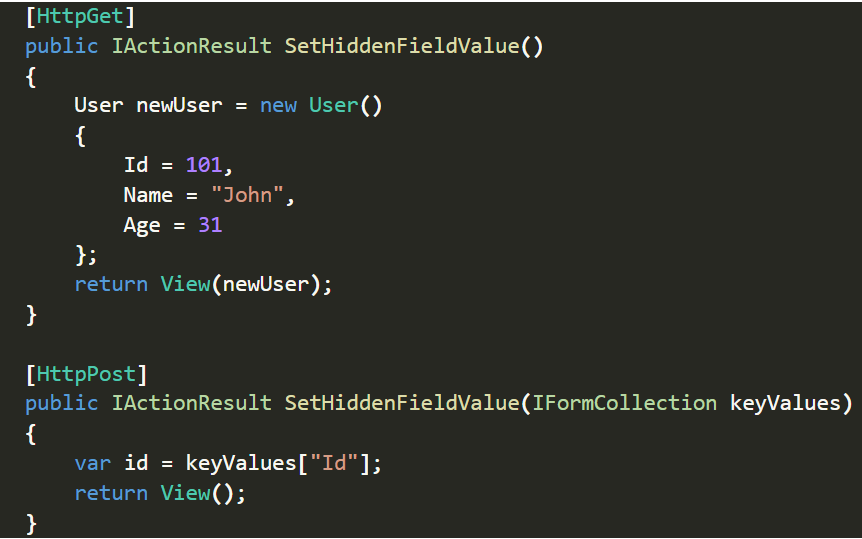 [HttpGet]
public IActionResult SetHiddenFieldValue()
{
    User newUser = new User()
    {
        Id = 101,
        Name = "John",
        Age = 31
    };
    return View(newUser);
}

[HttpPost]
public IActionResult SetHiddenFieldValue(IFormCollection keyValues)
{
    var id = keyValues["Id"];
    return View();
}